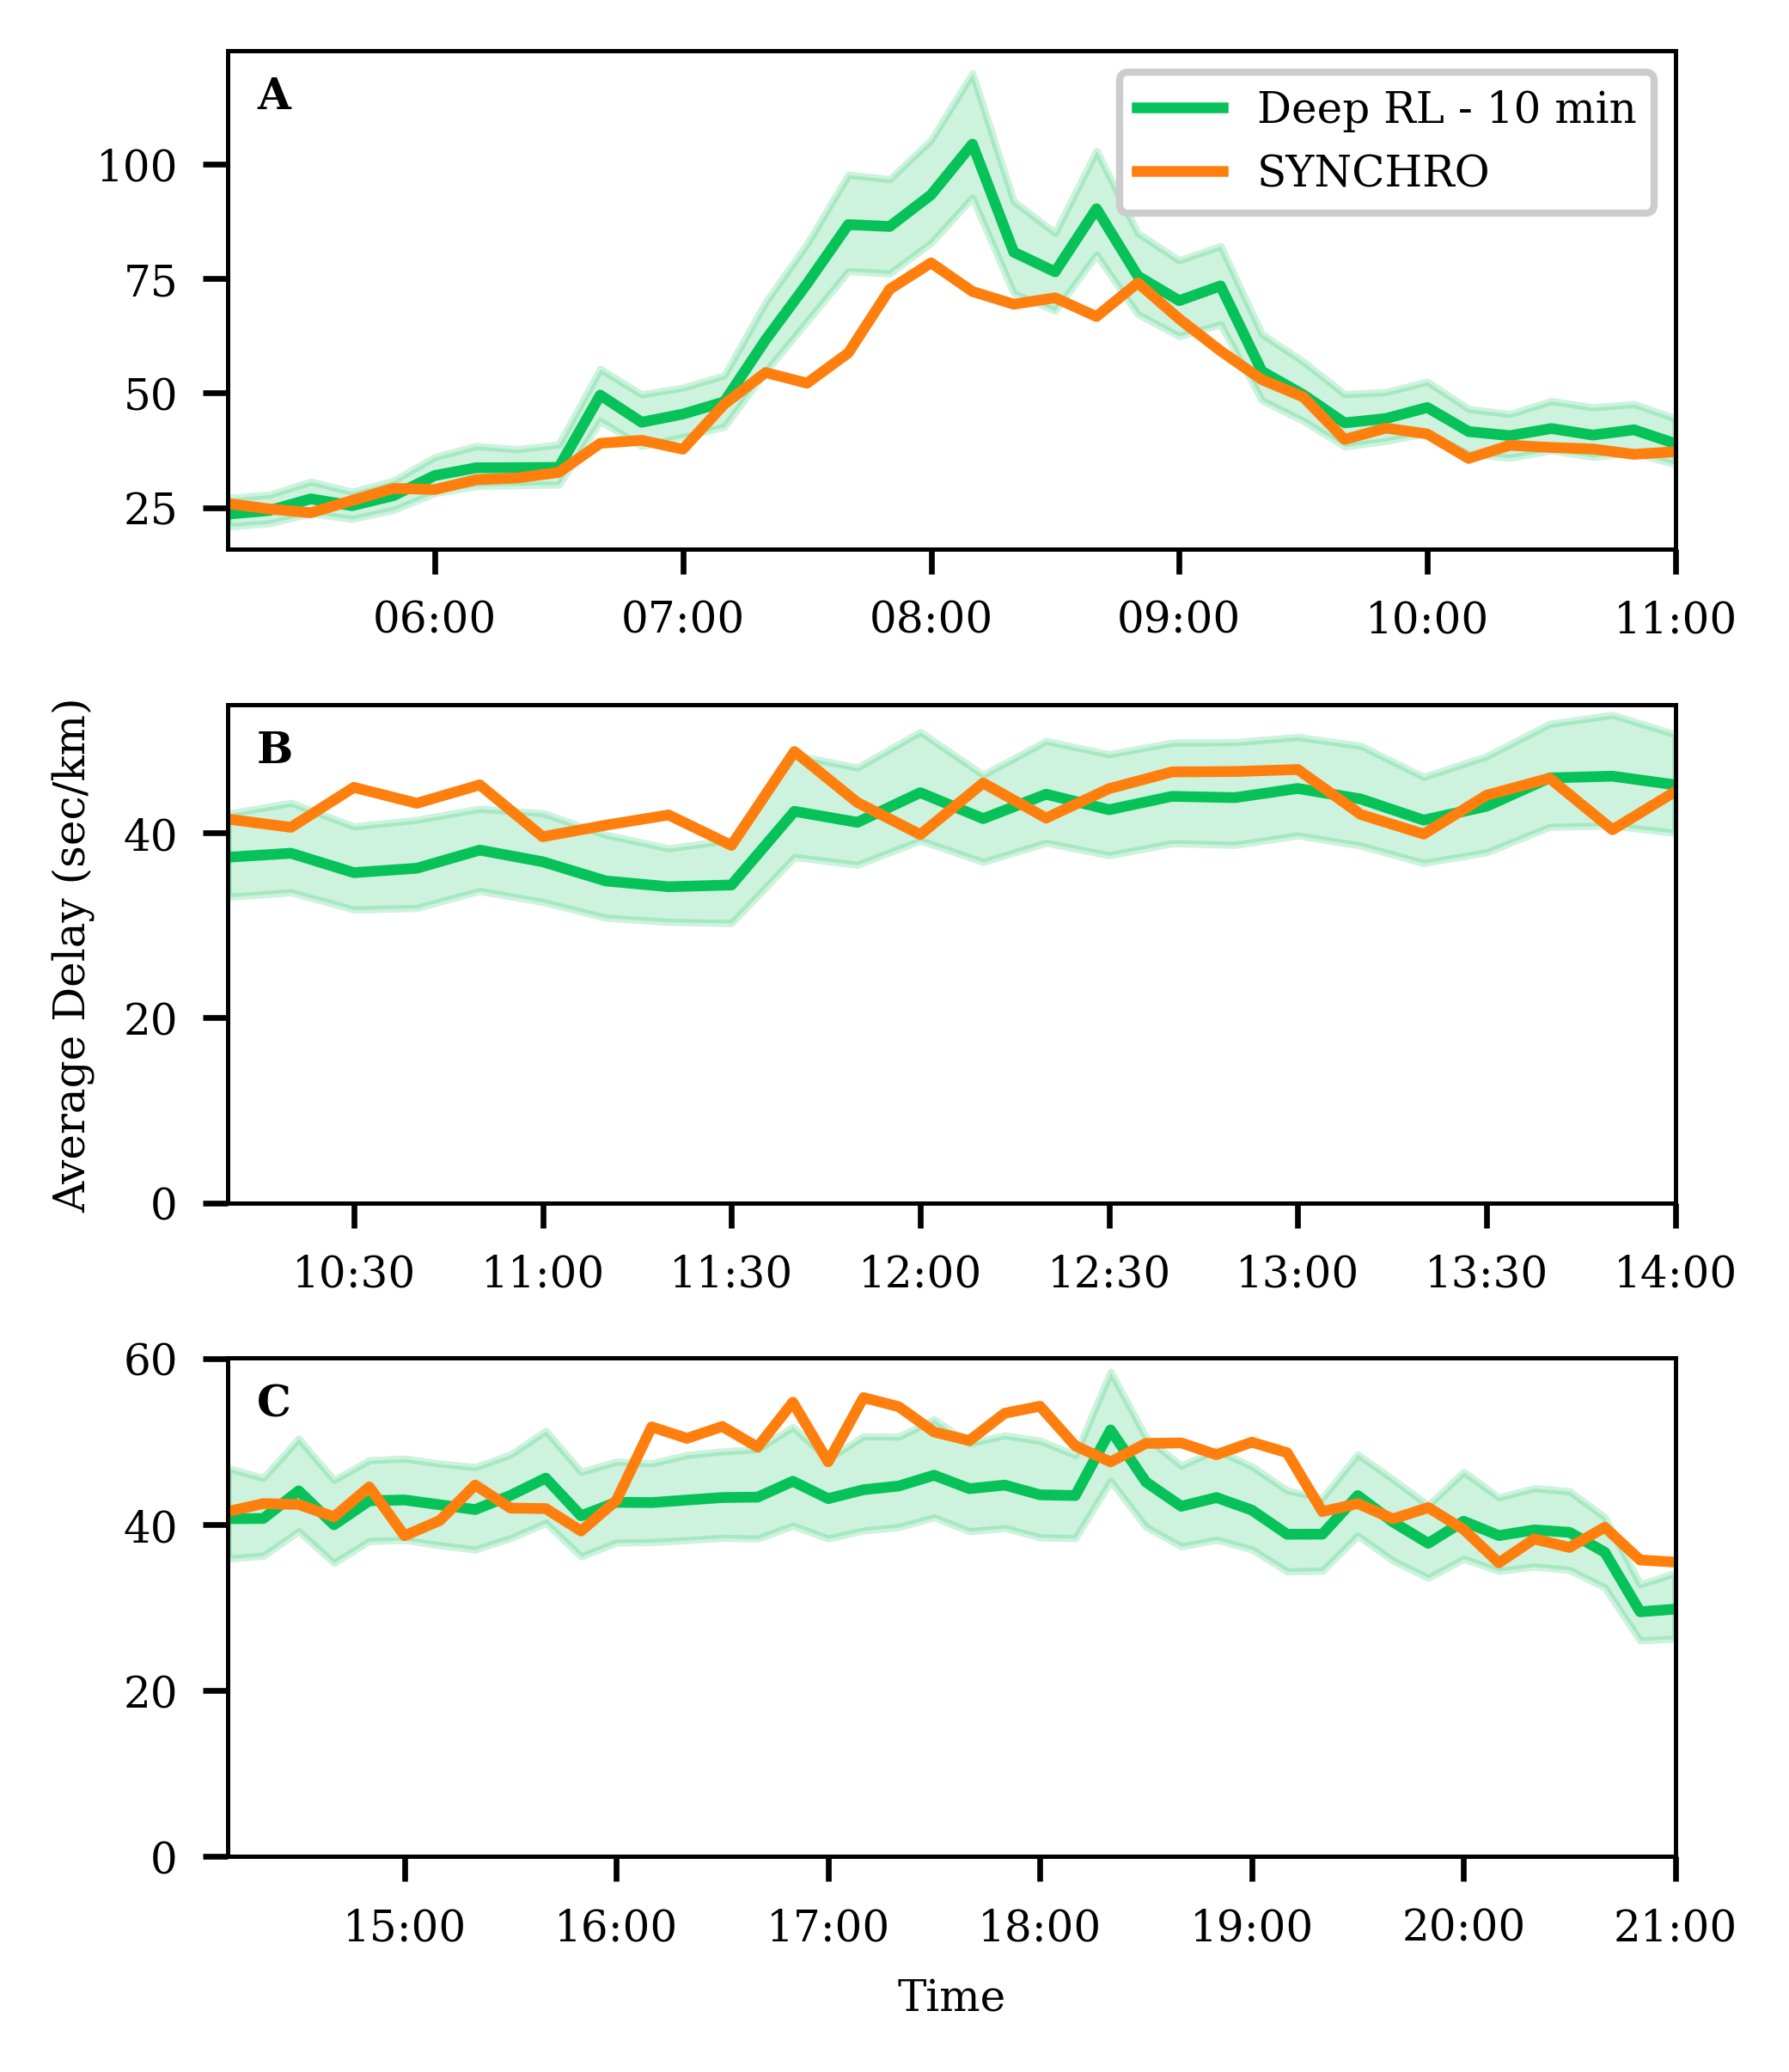 A
Deep RL - 10 min
SYNCHRO
100
75
50
25
06:00 07:00 08:00 09:00 10:00 11:00
Average Delay (sec/km)
B
40
20
0
10:30 11:00 11:30 12:00 12:30 13:00 13:30 14:00
60
C
40
20
0
15:00 16:00 17:00 18:00 19:00 20:00 21:00
Time